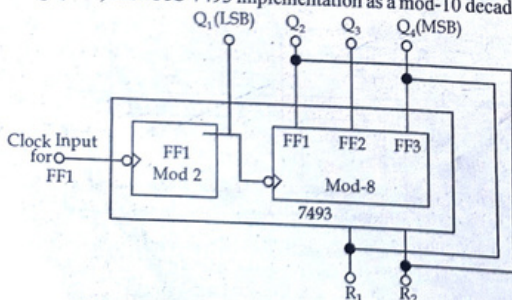 7493 implementation as a mod-10 decad
Q₁(LSB) Q₂ Q₃ Q₄(MSB)
Clock Input
for
FF1
FF1
Mod 2
FF1 FF2 FF3
Mod-8
7493
R₁ R₂